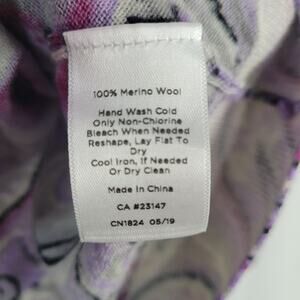 100% Merino Wool
Hand Wash Cold
Only Non-Chlorine
Bleach When Needed
Reshape, Lay Flat To
Dry
Cool Iron, if Needed
Or Dry Clean
Made In China
CA #23147
CN1824 05/19